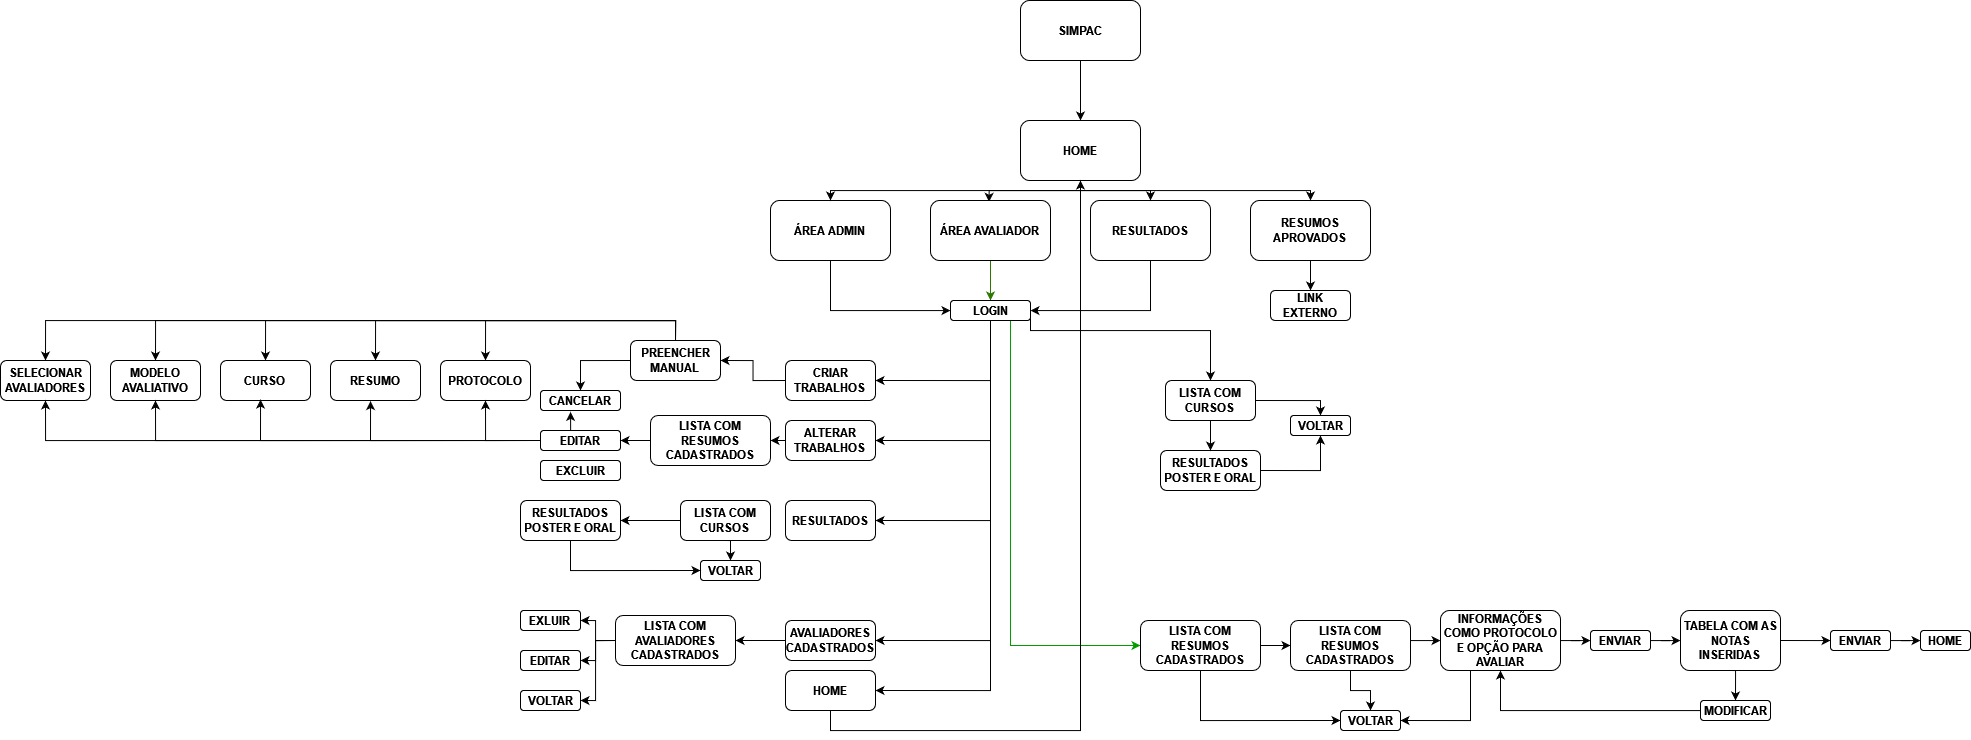 SIMPAC
HOME
ÁREA ADMIN
ÁREA AVALIADOR
RESULTADOS
RESUMOS
APROVADOS
LOGIN
LINK
EXTERNO
SELECIONAR
AVALIADORES
MODELO
AVALIATIVO
CURSO
RESUMO
PROTOCOLO
PREENCHER
MANUAL
CRIAR
TRABALHOS
CANCELAR
EDITAR
EXCLUIR
LISTA COM
RESUMOS
CADASTRADOS
ALTERAR
TRABALHOS
LISTA COM
CURSOS
VOLTAR
RESULTADOS
POSTER E ORAL
RESULTADOS
POSTER E ORAL
LISTA COM
CURSOS
RESULTADOS
VOLTAR
EXLUIR
EDITAR
VOLTAR
LISTA COM
AVALIADORES
CADASTRADOS
AVALIADORES
CADASTRADOS
HOME
LISTA COM
RESUMOS
CADASTRADOS
LISTA COM
RESUMOS
CADASTRADOS
INFORMAÇÕES
COMO PROTOCOLO
E OPÇÃO PARA
AVALIAR
ENVIAR
TABELA COM AS
NOTAS
INSERIDAS
ENVIAR
HOME
VOLTAR
MODIFICAR